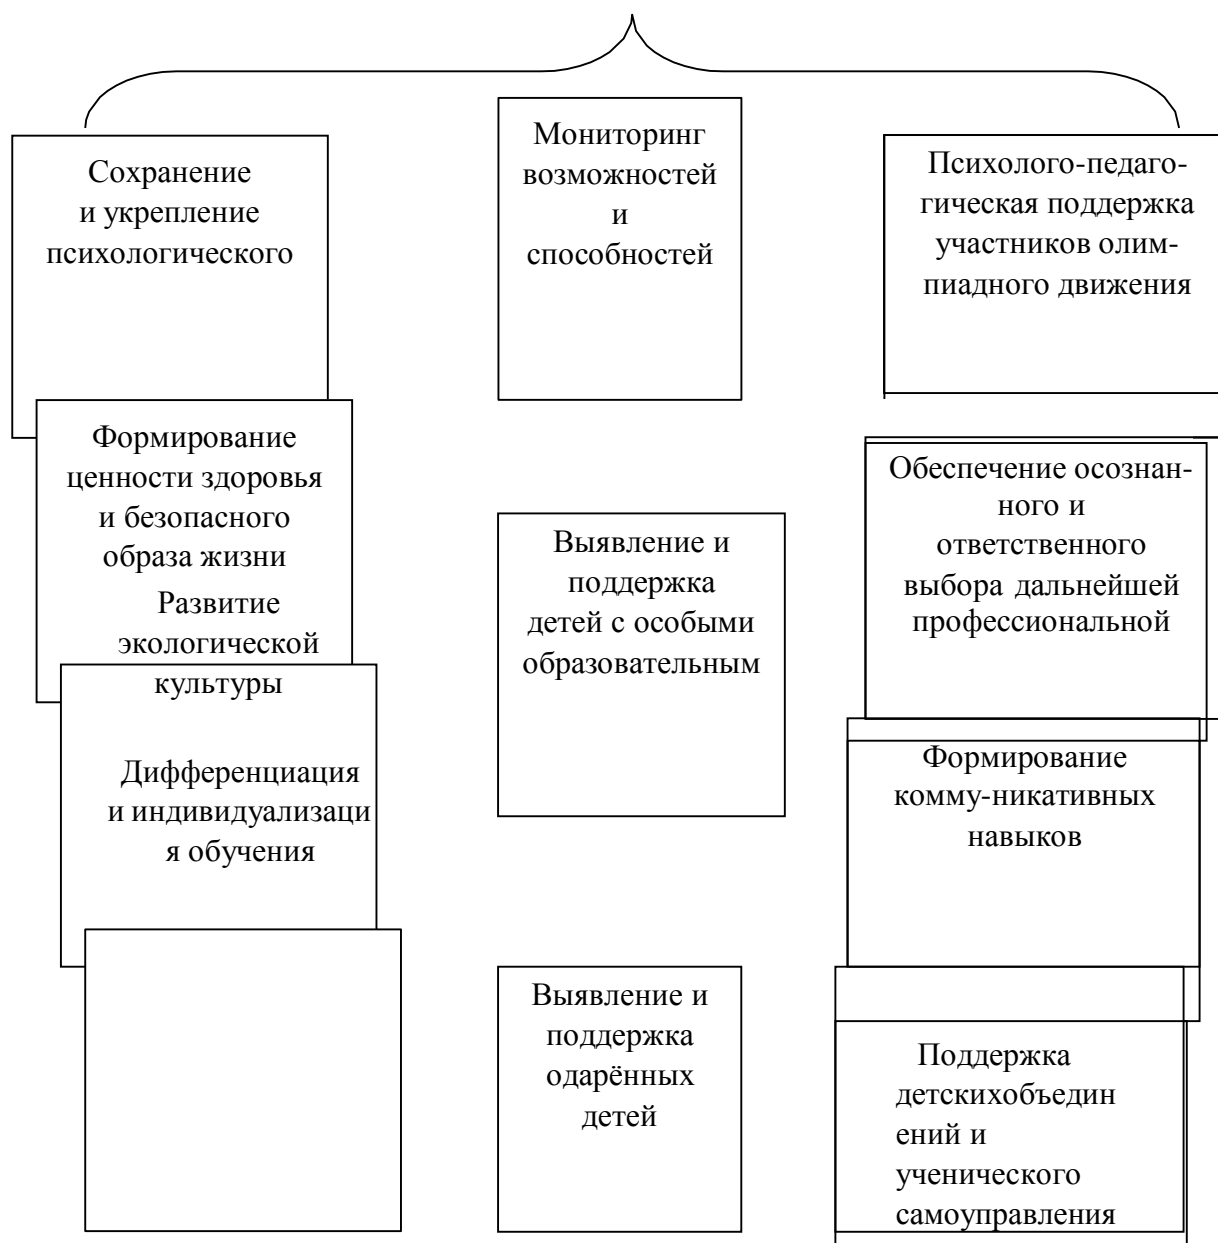 Сохранение
и укрепление
психологического
Формирование
ценности здоровья
и безопасного
образа жизни
Развитие
экологической
культуры
Дифференциация
и индивидуализаци
я обучения
Мониторинг
возможностей
и
способностей
Выявление и
поддержка
детей с особыми
образовательным
Выявление и
поддержка
одарённых
детей
Психолого-педаго-
гическая поддержка
участников олим-
пиадного движения
Обеспечение осознан-
ного и
ответственного
выбора дальнейшей
профессиональной
Формирование
комму-никативных
навыков
Поддержка
детскихобъедин
ений и
ученического
самоуправления